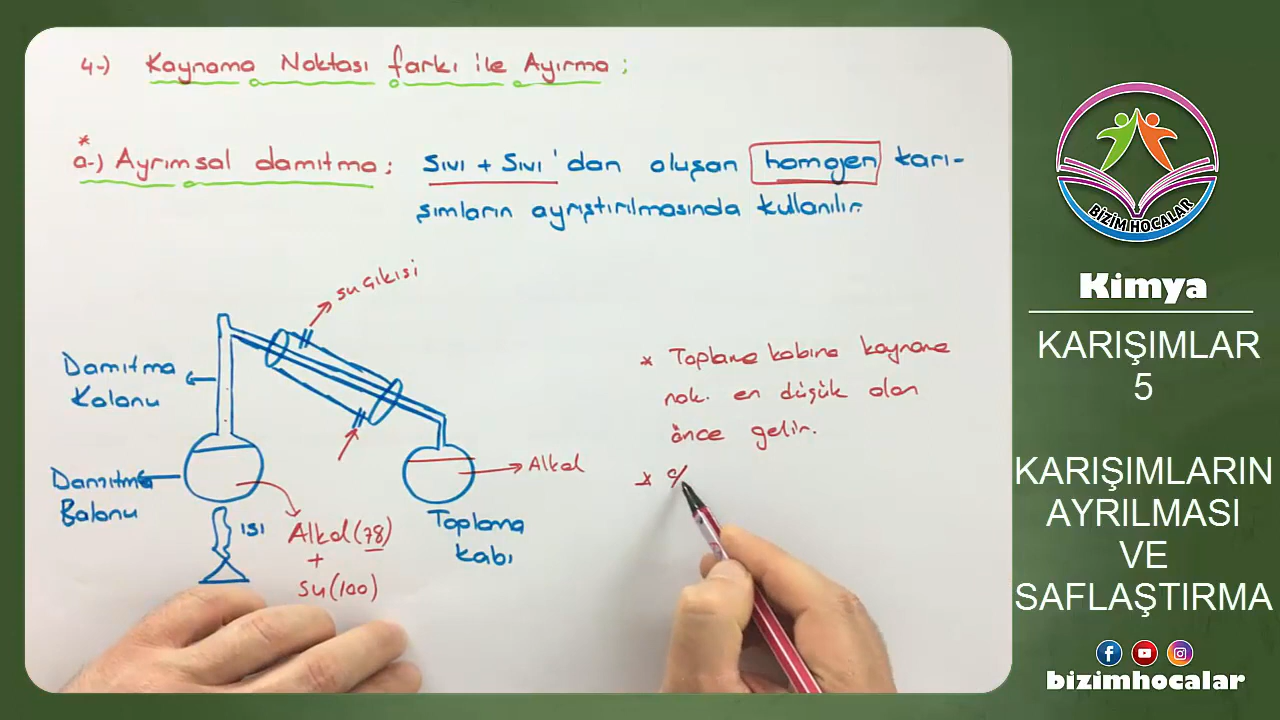 4-) Kaynama Noktası farkı ile Ayırma;
*
a-) Ayrımsal damıtma; Sıvı + Sıvı'dan oluşan homojen karı-
şımların ayrıştırılmasında kullanılır.
su çıkışı
Damıtma
Kolonu
Damıtma
Balonu
ısı
Alkol (78)
+
su (100)
Alkol
Toplama
kabı
* Toplama kabına kaynama
nok. en düşük olan
önce gelir.
*
BİZİM HOCALAR
Kimya
KARIŞIMLAR
5
KARIŞIMLARIN
AYRILMASI
VE
SAFLAŞTIRMA
bizimhocalar